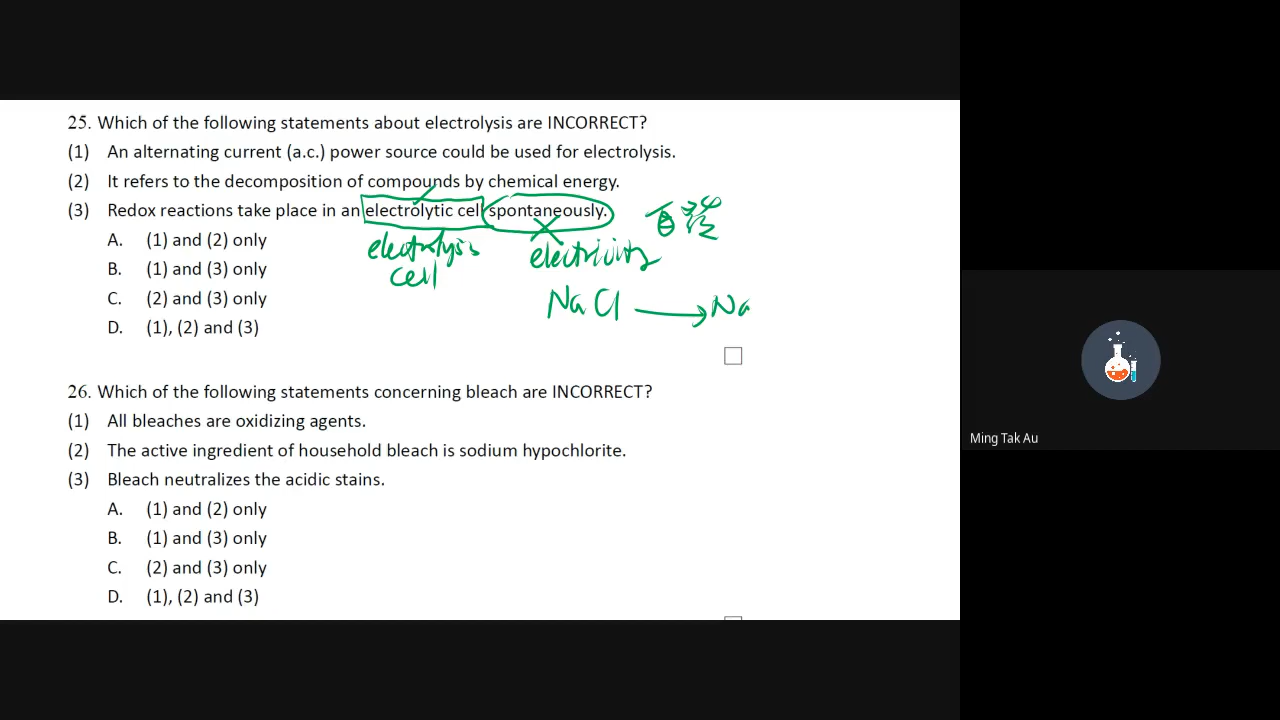 25. Which of the following statements about electrolysis are INCORRECT?
(1) An alternating current (a.c.) power source could be used for electrolysis.
(2) It refers to the decomposition of compounds by chemical energy.
(3) Redox reactions take place in an electrolytic cell spontaneously.
自發
A. (1) and (2) only
electrolysis
cell
electricity
B. (1) and (3) only
C. (2) and (3) only
NaCl → Na
D. (1), (2) and (3)
26. Which of the following statements concerning bleach are INCORRECT?
(1) All bleaches are oxidizing agents.
(2) The active ingredient of household bleach is sodium hypochlorite.
(3) Bleach neutralizes the acidic stains.
A. (1) and (2) only
B. (1) and (3) only
C. (2) and (3) only
D. (1), (2) and (3)
Ming Tak Au